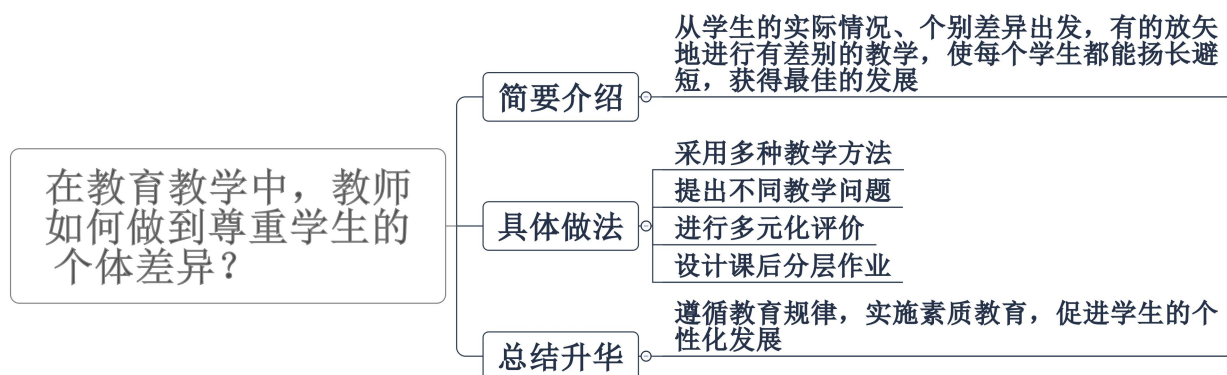 在教育教学中，教师
如何做到尊重学生的
个体差异？
简要介绍
从学生的实际情况、个别差异出发，有的放矢
地进行有差别的教学，使每个学生都能扬长避
短，获得最佳的发展
具体做法
采用多种教学方法
提出不同教学问题
进行多元化评价
设计课后分层作业
总结升华
遵循教育规律，实施素质教育，促进学生的个
性化发展